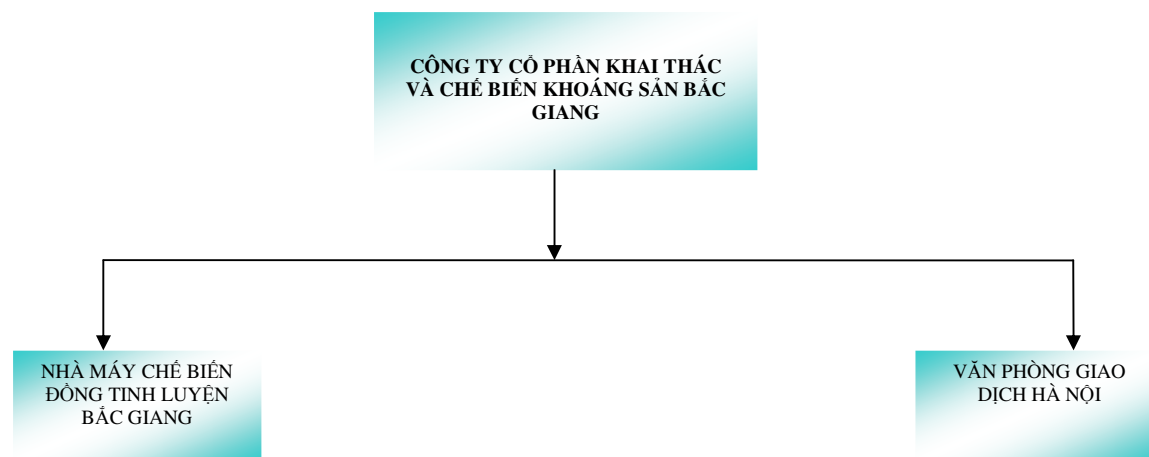 CÔNG TY CỔ PHẦN KHAI THÁC
VÀ CHẾ BIẾN KHOÁNG SẢN BẮC
GIANG
NHÀ MÁY CHẾ BIẾN
ĐỒNG TINH LUYỆN
BẮC GIANG
VĂN PHÒNG GIAO
DỊCH HÀ NỘI